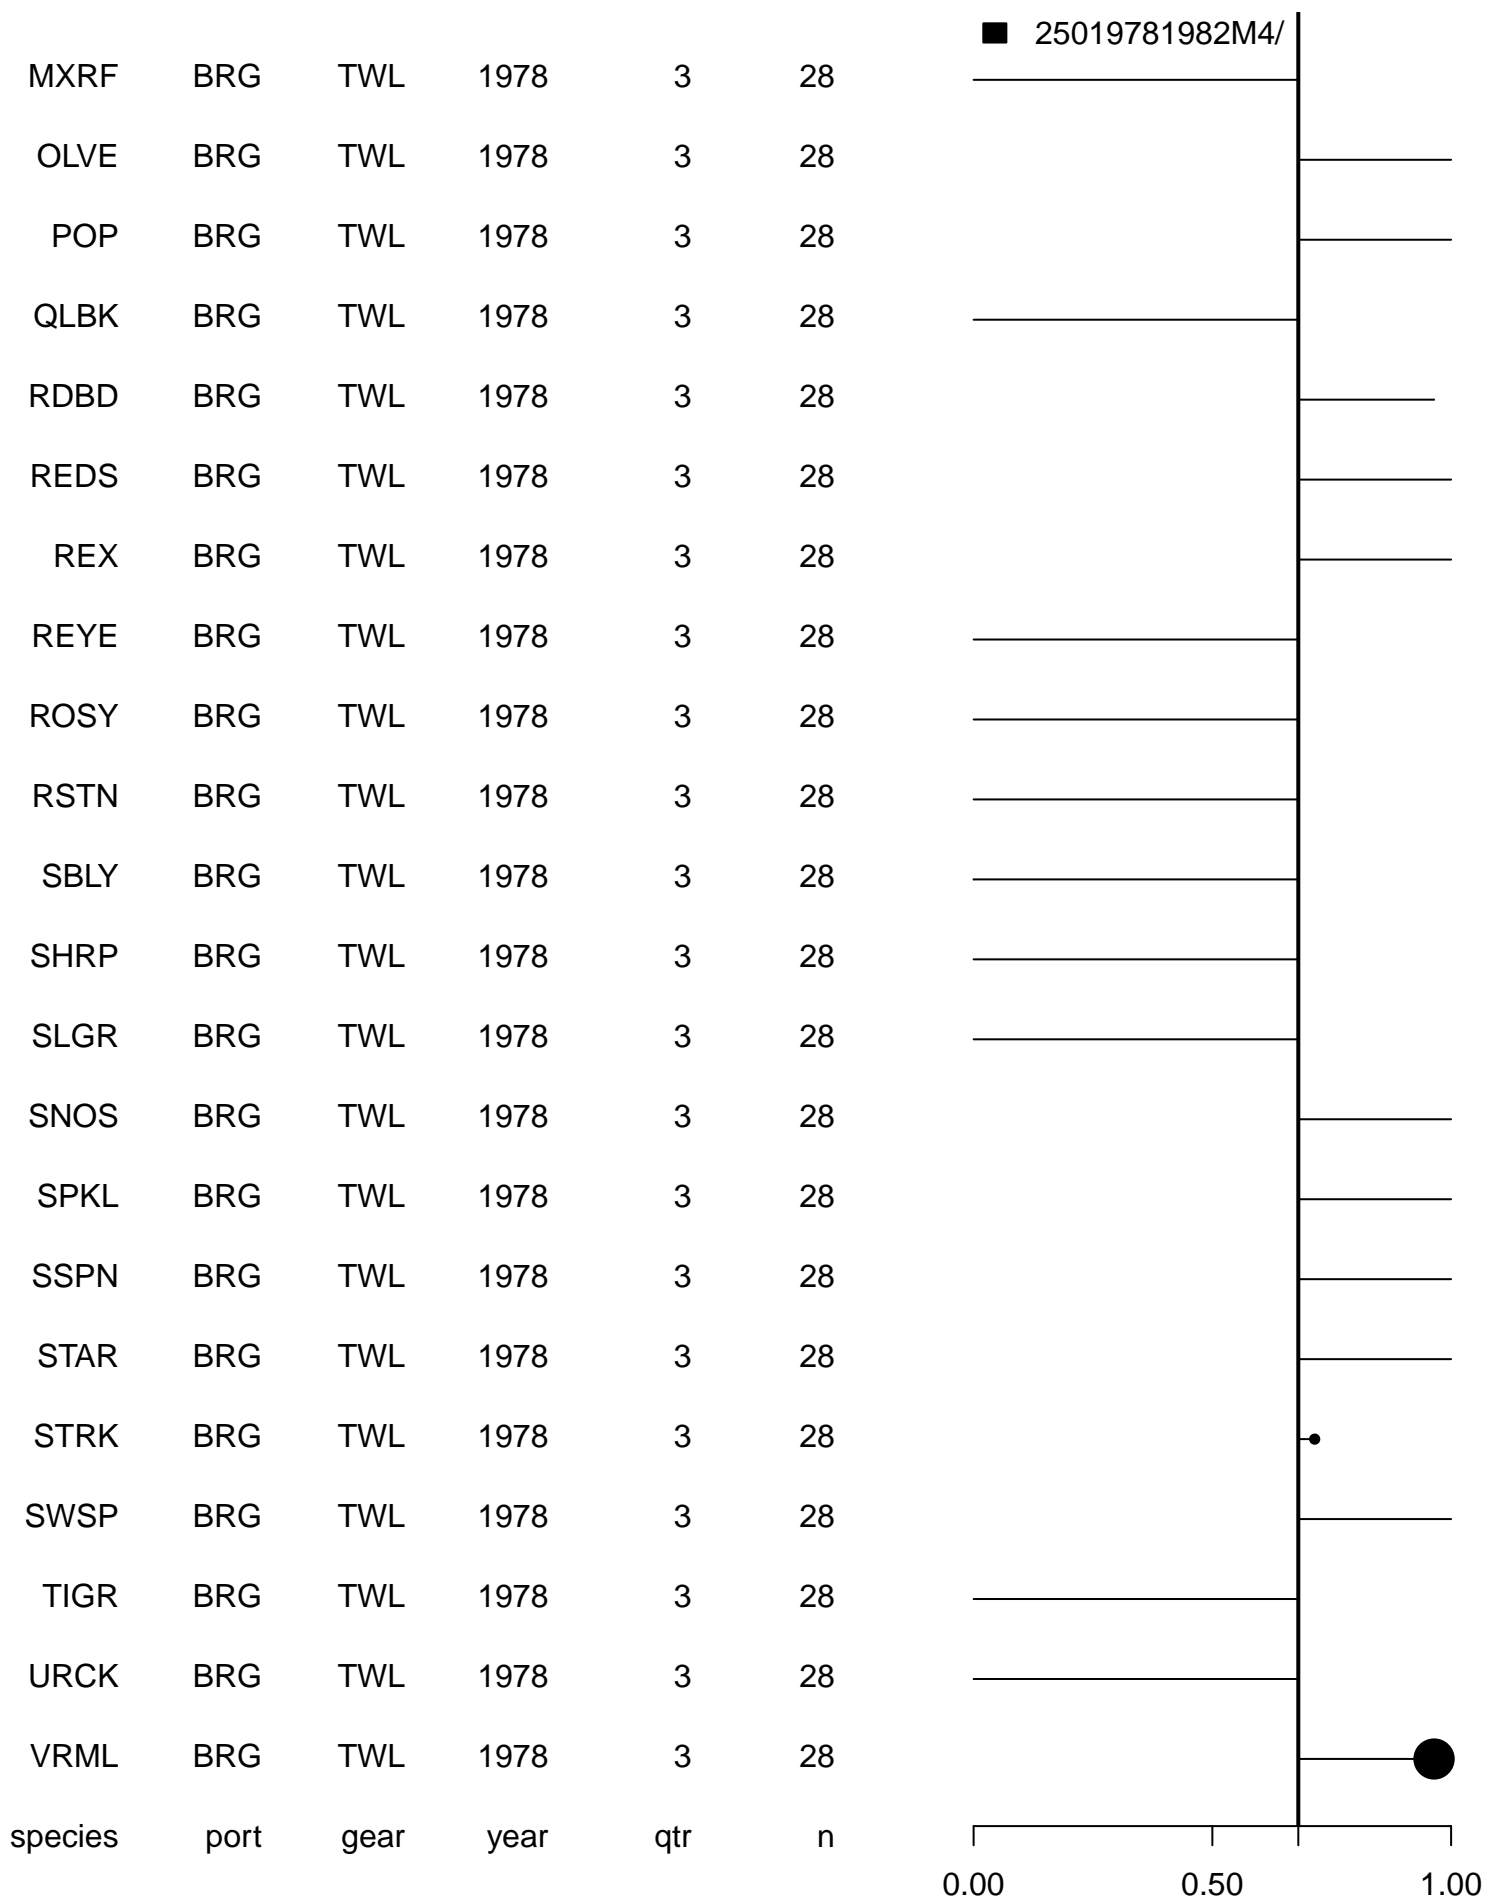 25019781982M4/
MXRF BRG TWL 1978 3 28
OLVE BRG TWL 1978 3 28
POP BRG TWL 1978 3 28
QLBK BRG TWL 1978 3 28
RDBD BRG TWL 1978 3 28
REDS BRG TWL 1978 3 28
REX BRG TWL 1978 3 28
REYE BRG TWL 1978 3 28
ROSY BRG TWL 1978 3 28
RSTN BRG TWL 1978 3 28
SBLY BRG TWL 1978 3 28
SHRP BRG TWL 1978 3 28
SLGR BRG TWL 1978 3 28
SNOS BRG TWL 1978 3 28
SPKL BRG TWL 1978 3 28
SSPN BRG TWL 1978 3 28
STAR BRG TWL 1978 3 28
STRK BRG TWL 1978 3 28
SWSP BRG TWL 1978 3 28
TIGR BRG TWL 1978 3 28
URCK BRG TWL 1978 3 28
VRML BRG TWL 1978 3 28
species port gear year qtr n
0.00 0.50 1.00